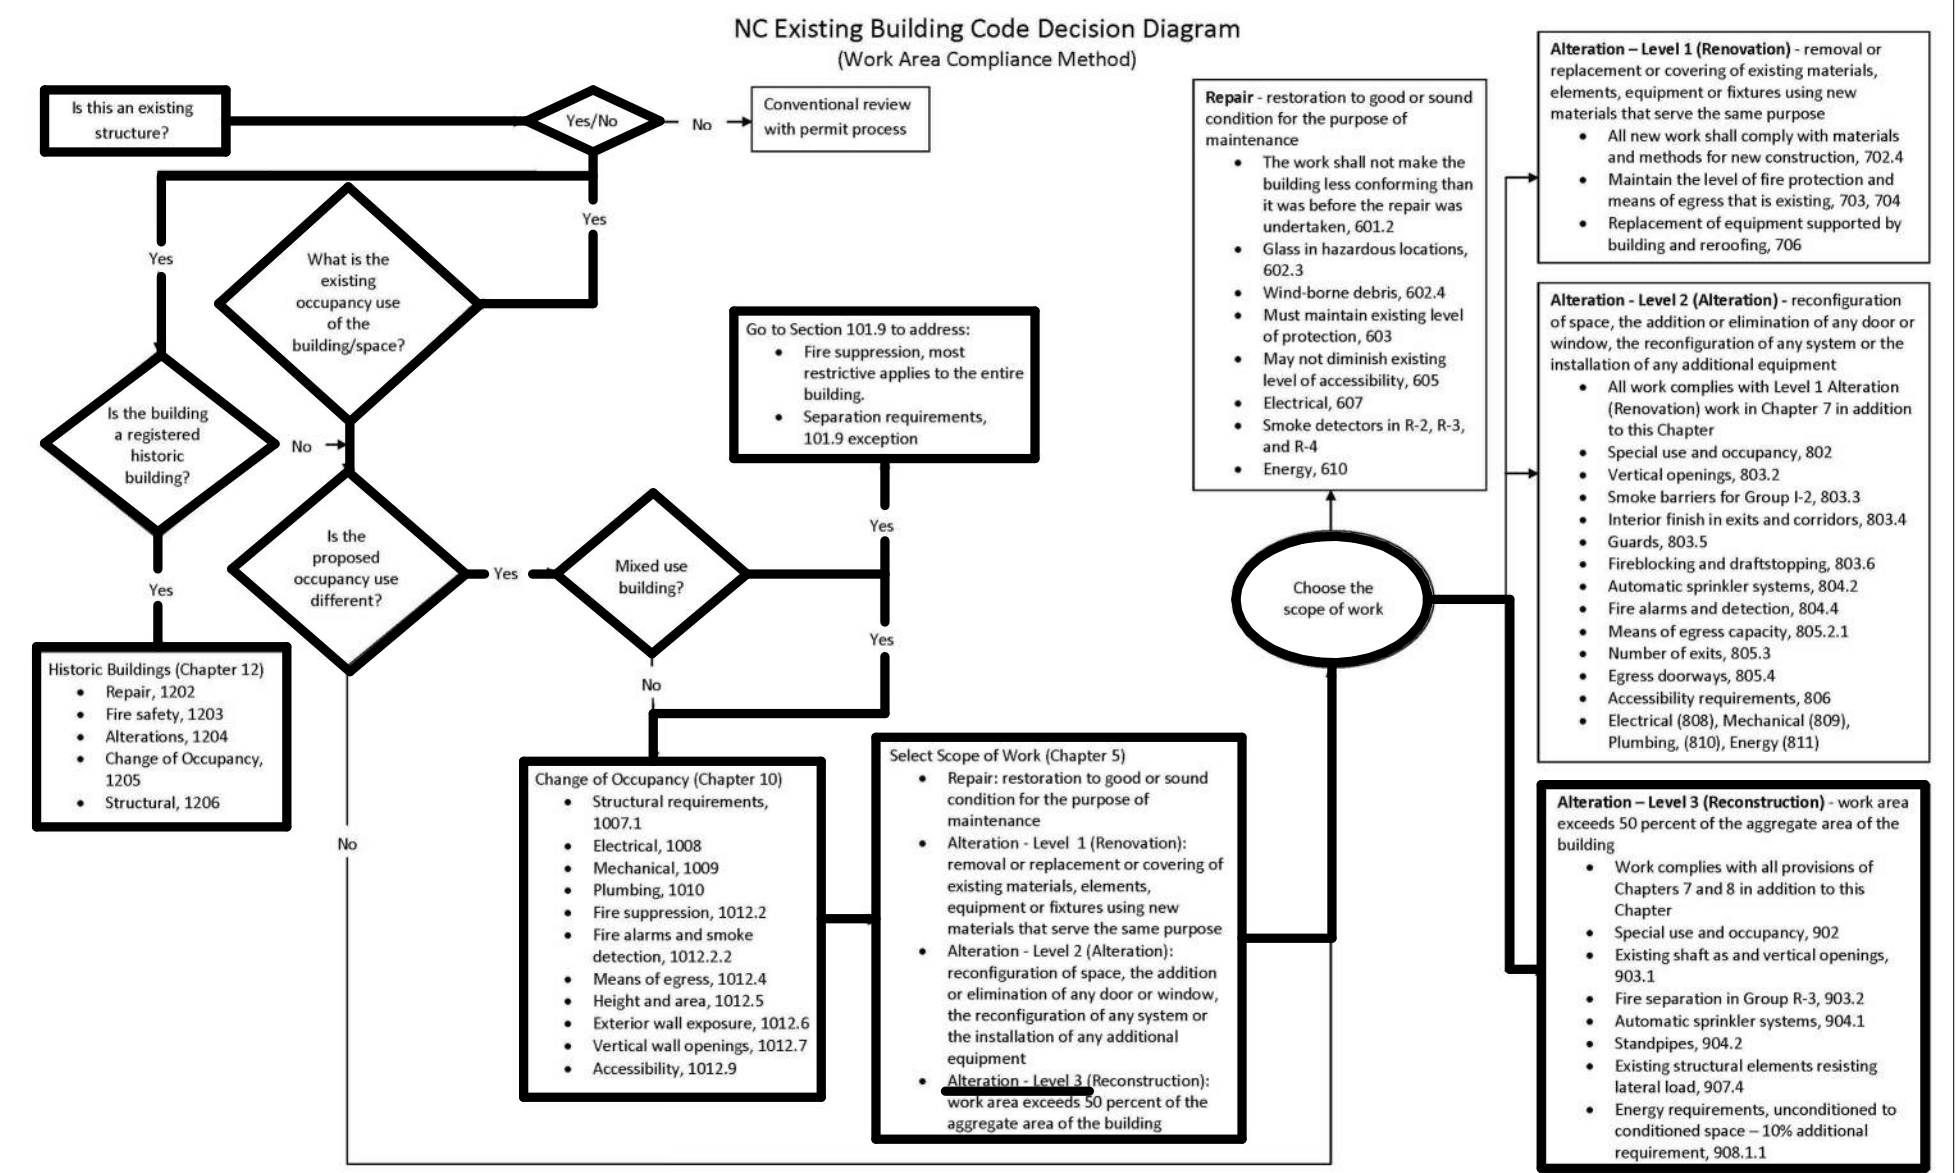 NC Existing Building Code Decision Diagram
(Work Area Compliance Method)
Is this an existing
structure?
Yes/No
No
Conventional review
with permit process
Yes
Yes
What is the
existing
occupancy use
of the
building/space?
Is the building
a registered
historic
building?
No
Yes
Historic Buildings (Chapter 12)
• Repair, 1202
• Fire safety, 1203
• Alterations, 1204
• Change of Occupancy,
1205
• Structural, 1206
Is the
proposed
occupancy use
different?
Yes
No
Mixed use
building?
Yes
Yes
No
Go to Section 101.9 to address:
• Fire suppression, most
restrictive applies to the entire
building.
• Separation requirements,
101.9 exception
Change of Occupancy (Chapter 10)
• Structural requirements,
1007.1
• Electrical, 1008
• Mechanical, 1009
• Plumbing, 1010
• Fire suppression, 1012.2
• Fire alarms and smoke
detection, 1012.2.2
• Means of egress, 1012.4
• Height and area, 1012.5
• Exterior wall exposure, 1012.6
• Vertical wall openings, 1012.7
• Accessibility, 1012.9
Select Scope of Work (Chapter 5)
• Repair: restoration to good or sound
condition for the purpose of
maintenance
• Alteration - Level 1 (Renovation):
removal or replacement or covering of
existing materials, elements,
equipment or fixtures using new
materials that serve the same purpose
• Alteration - Level 2 (Alteration):
reconfiguration of space, the addition
or elimination of any door or window,
the reconfiguration of any system or
the installation of any additional
equipment
• Alteration - Level 3 (Reconstruction):
work area exceeds 50 percent of the
aggregate area of the building
Choose the
scope of work
Repair - restoration to good or sound
condition for the purpose of
maintenance
• The work shall not make the
building less conforming than
it was before the repair was
undertaken, 601.2
• Glass in hazardous locations,
602.3
• Wind-borne debris, 602.4
• Must maintain existing level
of protection, 603
• May not diminish existing
level of accessibility, 605
• Electrical, 607
• Smoke detectors in R-2, R-3,
and R-4
• Energy, 610
Alteration – Level 1 (Renovation) - removal or
replacement or covering of existing materials,
elements, equipment or fixtures using new
materials that serve the same purpose
• All new work shall comply with materials
and methods for new construction, 702.4
• Maintain the level of fire protection and
means of egress that is existing, 703, 704
• Replacement of equipment supported by
building and reroofing, 706
Alteration - Level 2 (Alteration) - reconfiguration
of space, the addition or elimination of any door or
window, the reconfiguration of any system or the
installation of any additional equipment
• All work complies with Level 1 Alteration
(Renovation) work in Chapter 7 in addition
to this Chapter
• Special use and occupancy, 802
• Vertical openings, 803.2
• Smoke barriers for Group I-2, 803.3
• Interior finish in exits and corridors, 803.4
• Guards, 803.5
• Fireblocking and draftstopping, 803.6
• Automatic sprinkler systems, 804.2
• Fire alarms and detection, 804.4
• Means of egress capacity, 805.2.1
• Number of exits, 805.3
• Egress doorways, 805.4
• Accessibility requirements, 806
• Electrical (808), Mechanical (809),
Plumbing, (810), Energy (811)
Alteration – Level 3 (Reconstruction) - work area
exceeds 50 percent of the aggregate area of the
building
• Work complies with all provisions of
Chapters 7 and 8 in addition to this
Chapter
• Special use and occupancy, 902
• Existing shaft as and vertical openings,
903.1
• Fire separation in Group R-3, 903.2
• Automatic sprinkler systems, 904.1
• Standpipes, 904.2
• Existing structural elements resisting
lateral load, 907.4
• Energy requirements, unconditioned to
conditioned space – 10% additional
requirement, 908.1.1